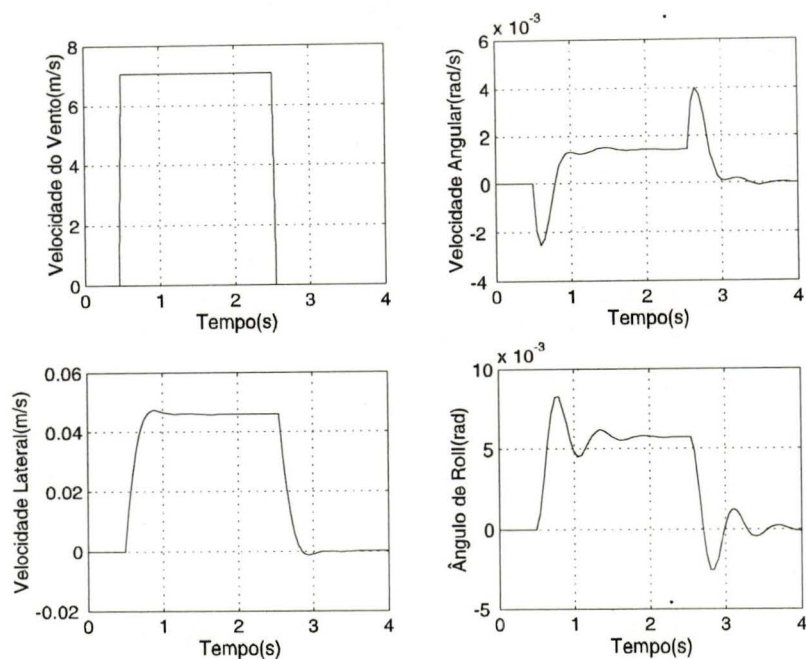 Velocidade do Vento(m/s)
8
6
4
2
0
0 1 2 3 4
Tempo(s)
x 10^-3
Velocidade Angular(rad/s)
6
4
2
0
-2
-4
0 1 2 3 4
Tempo(s)
Velocidade Lateral(m/s)
0.06
0.04
0.02
0
-0.02
0 1 2 3 4
Tempo(s)
x 10^-3
Ângulo de Roll(rad)
10
5
0
-5
0 1 2 3 4
Tempo(s)